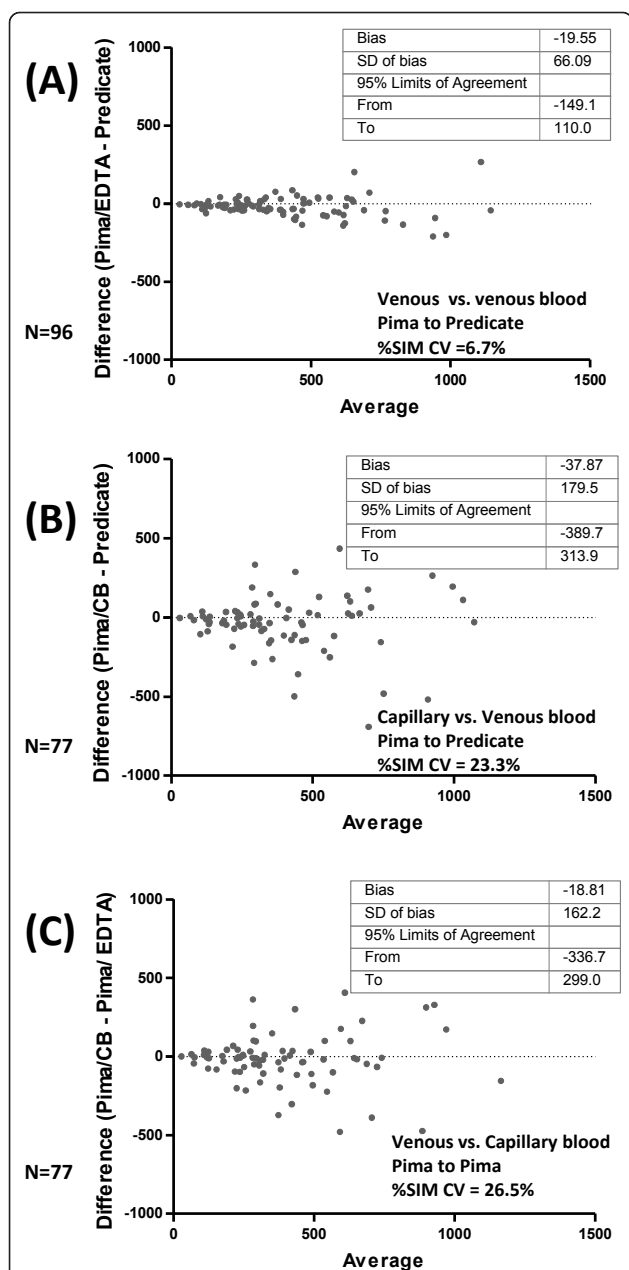 (A)
Bias -19.55
SD of bias 66.09
95% Limits of Agreement
From -149.1
To 110.0
Difference (Pima/EDTA - Predicate)
1000
500
0
-500
-1000
N=96
Venous vs. venous blood
Pima to Predicate
%SIM CV =6.7%
0 500 1000 1500
Average
(B)
Bias -37.87
SD of bias 179.5
95% Limits of Agreement
From -389.7
To 313.9
Difference (Pima/CB - Predicate)
1000
500
0
-500
-1000
N=77
Capillary vs. Venous blood
Pima to Predicate
%SIM CV = 23.3%
0 500 1000 1500
Average
(C)
Bias -18.81
SD of bias 162.2
95% Limits of Agreement
From -336.7
To 299.0
Difference (Pima/CB - Pima/ EDTA)
1000
500
0
-500
-1000
N=77
Venous vs. Capillary blood
Pima to Pima
%SIM CV = 26.5%
0 500 1000 1500
Average